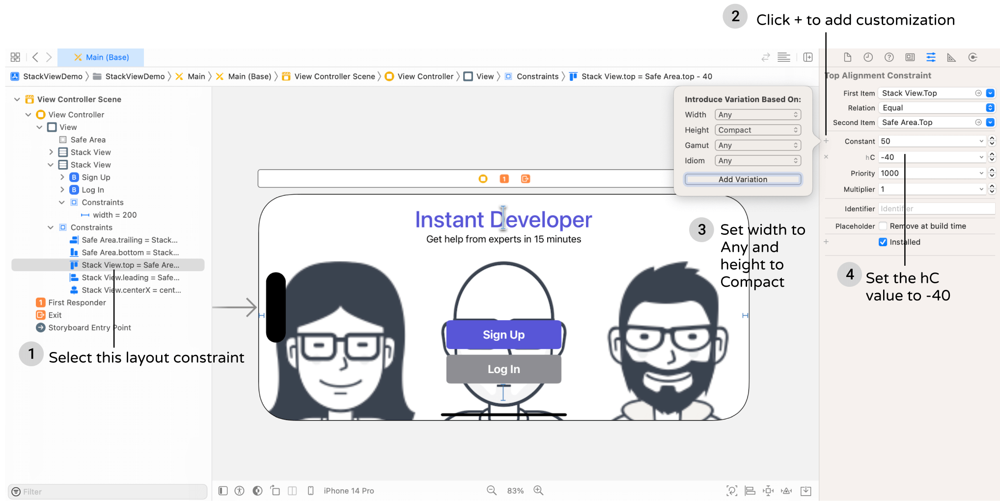 2 Click + to add customization
Main (Base)
StackViewDemo StackViewDemo Main Main (Base) View Controller Scene View Controller View Constraints Stack View.top = Safe Area.top - 40
View Controller Scene
View Controller
View
Safe Area
Stack View
Stack View
B Sign Up
B Log In
Constraints
width = 200
Constraints
Safe Area.trailing = Stack...
Safe Area.bottom = Stack...
Stack View.top = Safe Are...
Stack View.leading = Safe...
Stack View.centerX = cent...
1 First Responder
Exit
Storyboard Entry Point
1 Select this layout constraint
Filter
Introduce Variation Based On:
Width Any
Height Compact
Gamut Any
Idiom Any
Add Variation
1
Instant Developer
Get help from experts in 15 minutes
Sign Up
Log In
3 Set width to
Any and
height to
Compact
iPhone 14 Pro
83%
Top Alignment Constraint
First Item Stack View.Top
Relation Equal
Second Item Safe Area.Top
+ Constant 50
× hC -40
Priority 1000
Multiplier 1
Identifier Identifier
Placeholder Remove at build time
+ Installed
4 Set the hC
value to -40